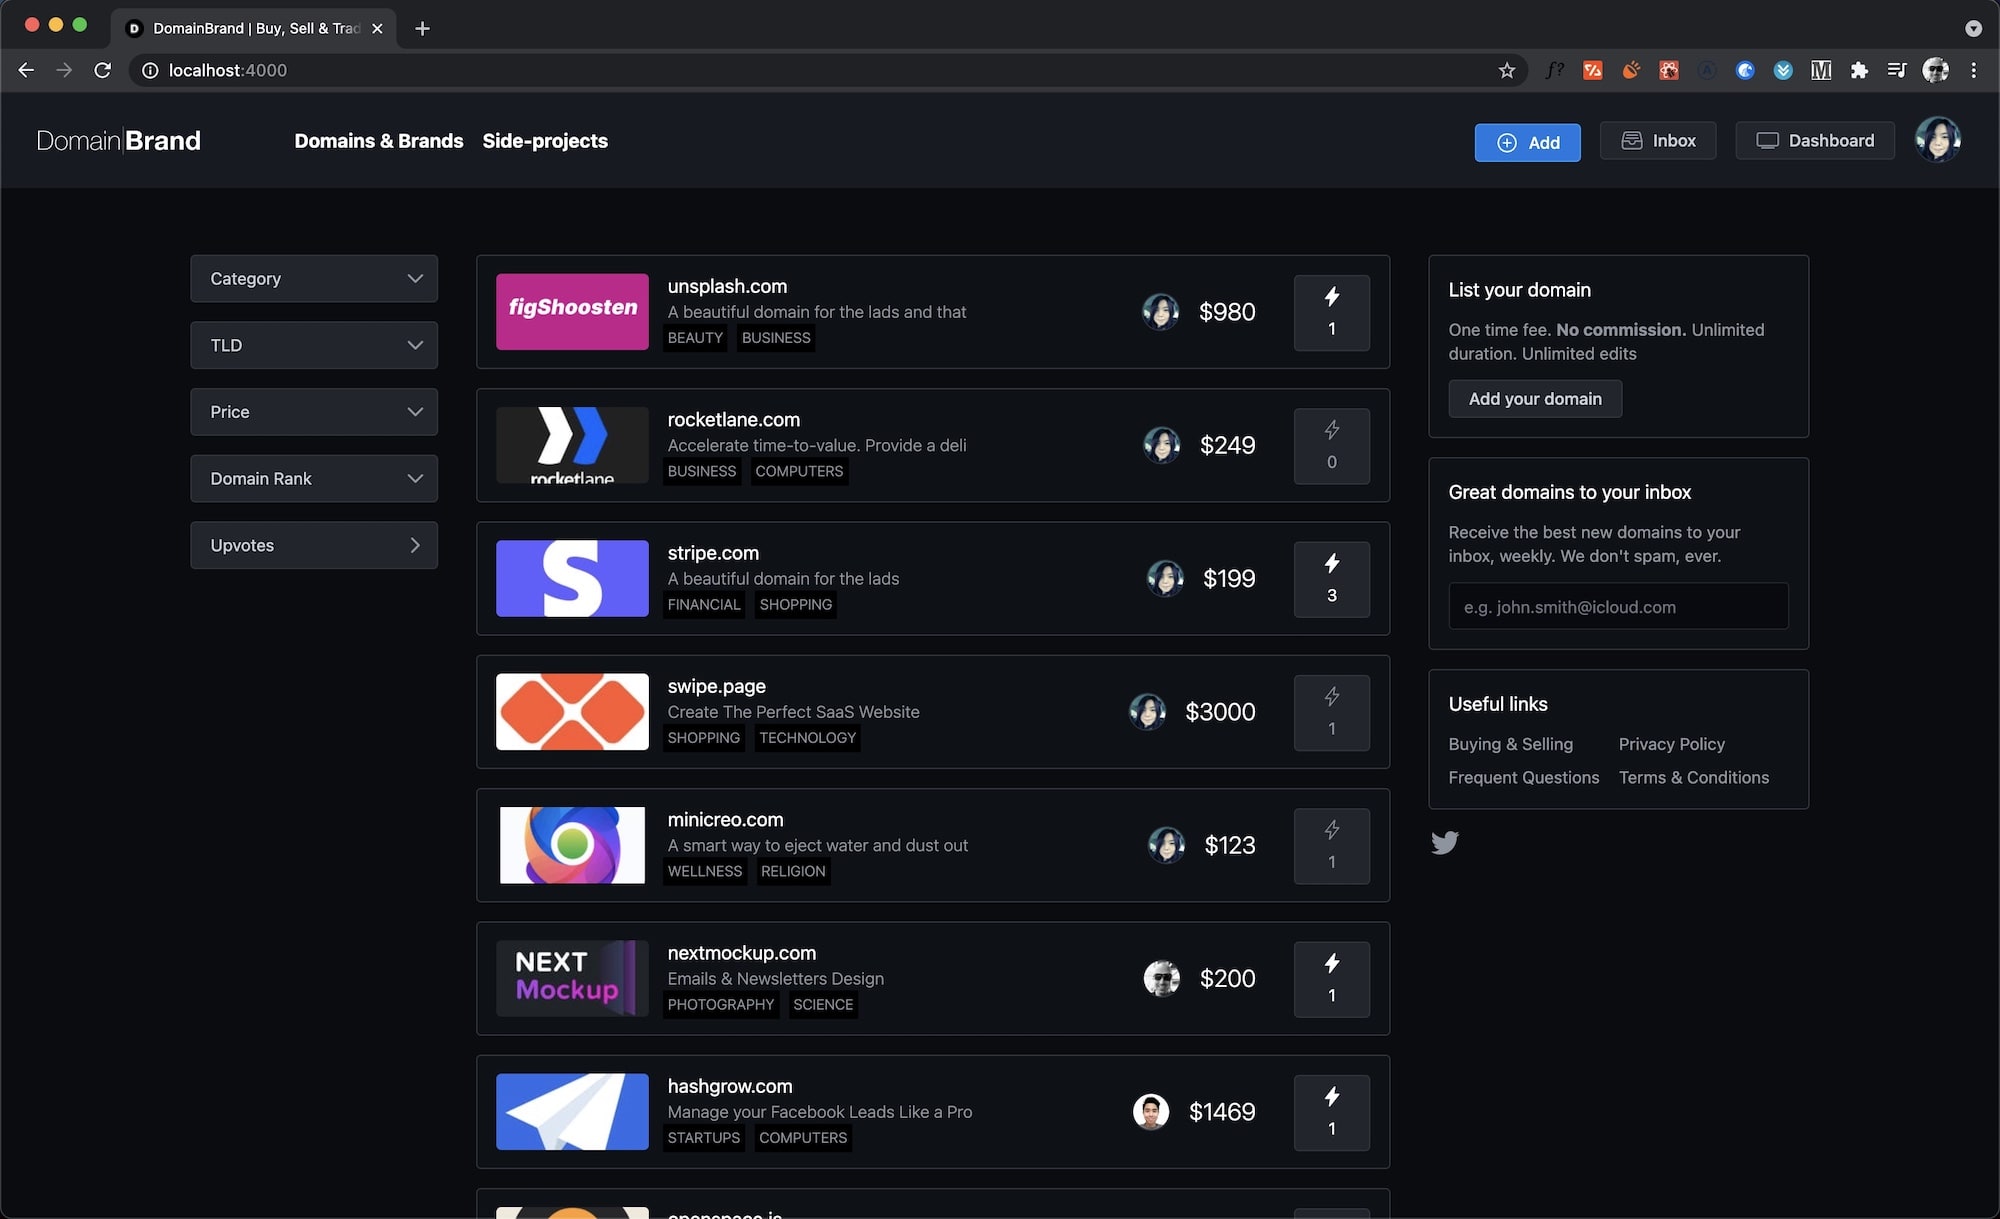 DomainBrand | Buy, Sell & Trad
localhost:4000
Domain|Brand
Domains & Brands
Side-projects
Add
Inbox
Dashboard
Category
TLD
Price
Domain Rank
Upvotes
figShoosten
unsplash.com
A beautiful domain for the lads and that
BEAUTY BUSINESS
$980
1
rocketlane
rocketlane.com
Accelerate time-to-value. Provide a deli
BUSINESS COMPUTERS
$249
0
S
stripe.com
A beautiful domain for the lads
FINANCIAL SHOPPING
$199
3
swipe.page
Create The Perfect SaaS Website
SHOPPING TECHNOLOGY
$3000
1
minicreo.com
A smart way to eject water and dust out
WELLNESS RELIGION
$123
1
NEXT
Mockup
nextmockup.com
Emails & Newsletters Design
PHOTOGRAPHY SCIENCE
$200
1
hashgrow.com
Manage your Facebook Leads Like a Pro
STARTUPS COMPUTERS
$1469
1
List your domain
One time fee. No commission. Unlimited
duration. Unlimited edits
Add your domain
Great domains to your inbox
Receive the best new domains to your
inbox, weekly. We don't spam, ever.
e.g. john.smith@icloud.com
Useful links
Buying & Selling Privacy Policy
Frequent Questions Terms & Conditions